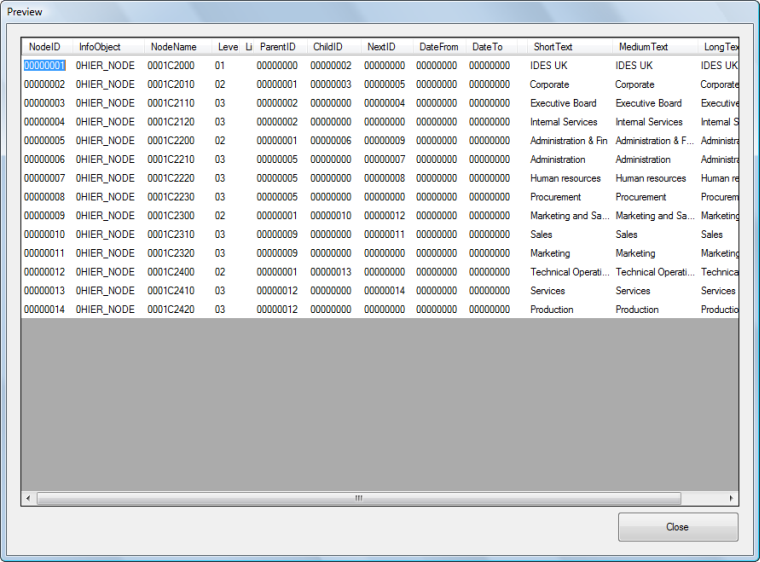 Preview
NodeID InfoObject NodeName Leve Li ParentID ChildID NextID DateFrom DateTo ShortText MediumText LongTex
00000001 0HIER_NODE 0001C2000 01 00000000 00000002 00000000 00000000 00000000 IDES UK IDES UK IDES UK
00000002 0HIER_NODE 0001C2010 02 00000001 00000003 00000005 00000000 00000000 Corporate Corporate Corporate
00000003 0HIER_NODE 0001C2110 03 00000002 00000000 00000004 00000000 00000000 Executive Board Executive Board Executive
00000004 0HIER_NODE 0001C2120 03 00000002 00000000 00000000 00000000 00000000 Internal Services Internal Services Internal S
00000005 0HIER_NODE 0001C2200 02 00000001 00000006 00000009 00000000 00000000 Administration & Fin Administration & F... Administra
00000006 0HIER_NODE 0001C2210 03 00000005 00000000 00000007 00000000 00000000 Administration Administration Administra
00000007 0HIER_NODE 0001C2220 03 00000005 00000000 00000008 00000000 00000000 Human resources Human resources Human re
00000008 0HIER_NODE 0001C2230 03 00000005 00000000 00000000 00000000 00000000 Procurement Procurement Procurem
00000009 0HIER_NODE 0001C2300 02 00000001 00000010 00000012 00000000 00000000 Marketing and Sa... Marketing and Sa... Marketing
00000010 0HIER_NODE 0001C2310 03 00000009 00000000 00000011 00000000 00000000 Sales Sales Sales
00000011 0HIER_NODE 0001C2320 03 00000009 00000000 00000000 00000000 00000000 Marketing Marketing Marketing
00000012 0HIER_NODE 0001C2400 02 00000001 00000013 00000000 00000000 00000000 Technical Operati... Technical Operati... Technica
00000013 0HIER_NODE 0001C2410 03 00000012 00000000 00000014 00000000 00000000 Services Services Services
00000014 0HIER_NODE 0001C2420 03 00000012 00000000 00000000 00000000 00000000 Production Production Productio
Close